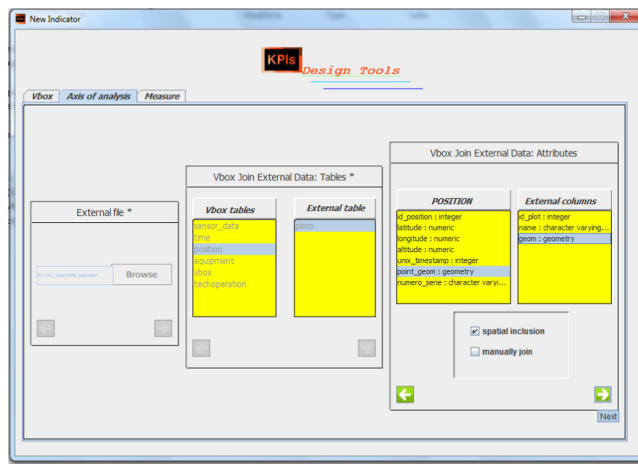 New Indicator
KPIs
Design Tools
Vbox
Axis of analysis
Measure
External file *
Browse
Vbox Join External Data: Tables *
Vbox tables
sensor_data
time
position
equipment
vbox
techoperation
External table
plots
Vbox Join External Data: Attributes
POSITION
id_position : integer
latitude : numeric
longitude : numeric
altitude : numeric
unix_timestamp : integer
point_geom : geometry
numero_serie : character varyi...
External columns
id_plot : integer
name : character varying...
geom : geometry
spatial inclusion
manually join
Next